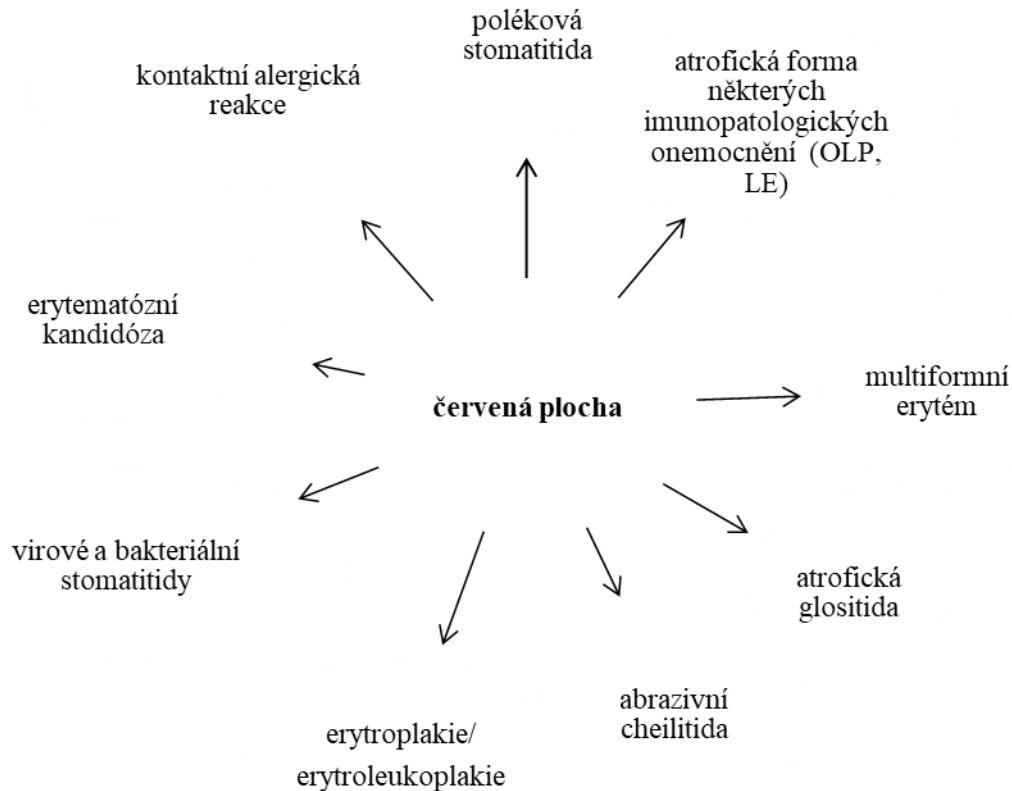 poléková
stomatitida
kontaktní alergická
reakce
atrofická forma
některých
imunopatologických
onemocnění (OLP,
LE)
erytematózní
kandidóza
multiformní
erytém
červená plocha
virové a bakteriální
stomatitidy
atrofická
glositida
abrazivní
cheilitida
erytroplakie/
erytroleukoplakie